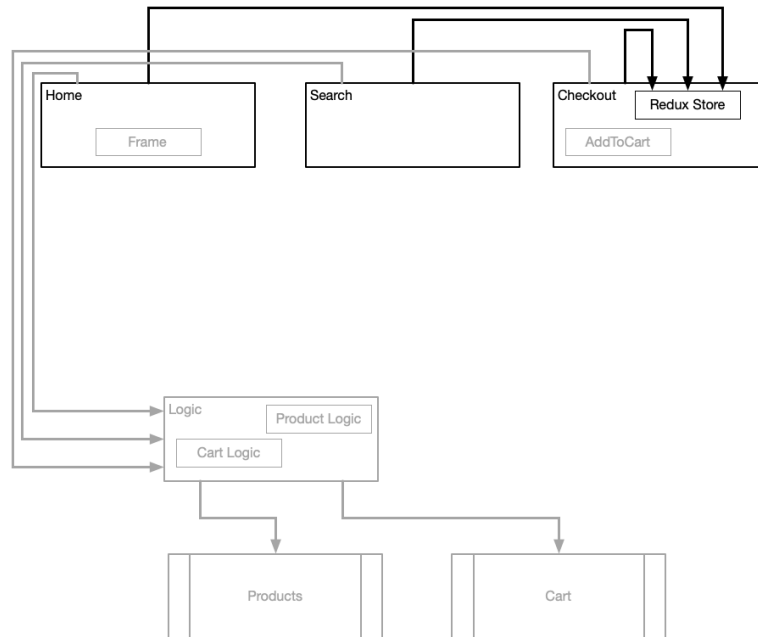 Home
Search
Checkout
Redux Store
Frame
AddToCart
Logic
Product Logic
Cart Logic
Products
Cart